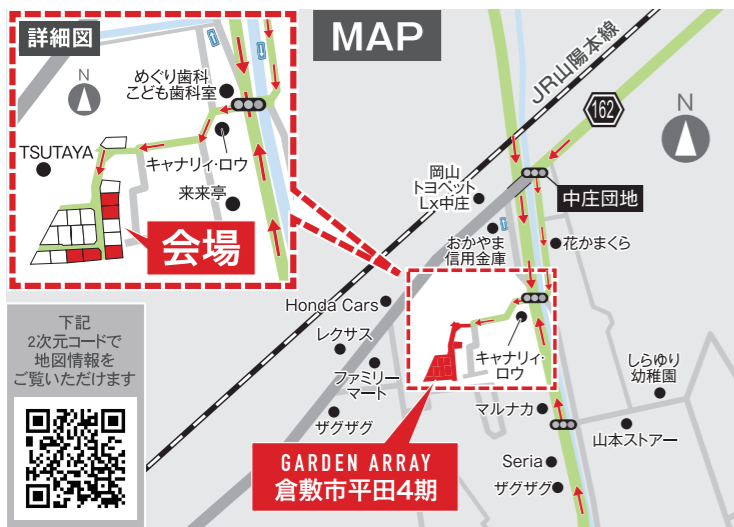 詳細図
MAP
N
めぐり歯科
こども歯科室
TSUTAYA
キャナリィ・ロウ
来来亭
会場
JR山陽本線
162
N
岡山
トヨペット
Lx中庄
中庄団地
おかやま
信用金庫
花かまくら
Honda Cars
レクサス
ファミリー
マート
ザグザグ
キャナリィ・
ロウ
しらゆり
幼稚園
マルナカ
山本ストアー
Seria
ザグザグ
GARDEN ARRAY
倉敷市平田4期
下記
2次元コードで
地図情報を
ご覧いただけます